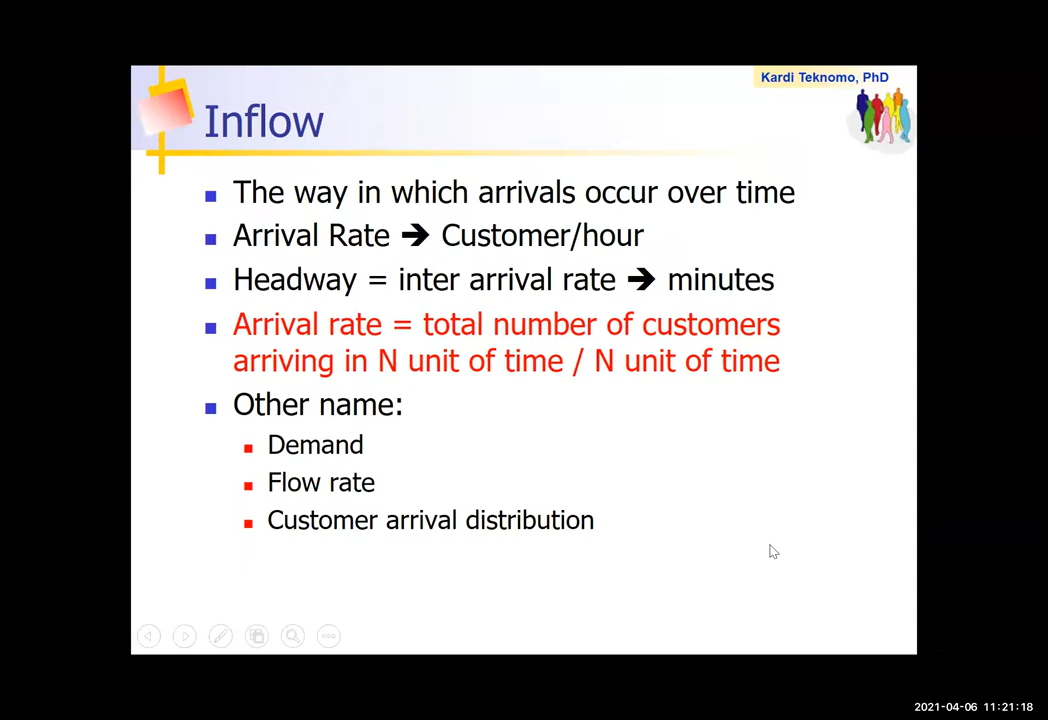 Kardi Teknomo, PhD
Inflow
The way in which arrivals occur over time
Arrival Rate ➔ Customer/hour
Headway = inter arrival rate ➔ minutes
Arrival rate = total number of customers
arriving in N unit of time / N unit of time
Other name:
Demand
Flow rate
Customer arrival distribution
2021-04-06 11:21:18